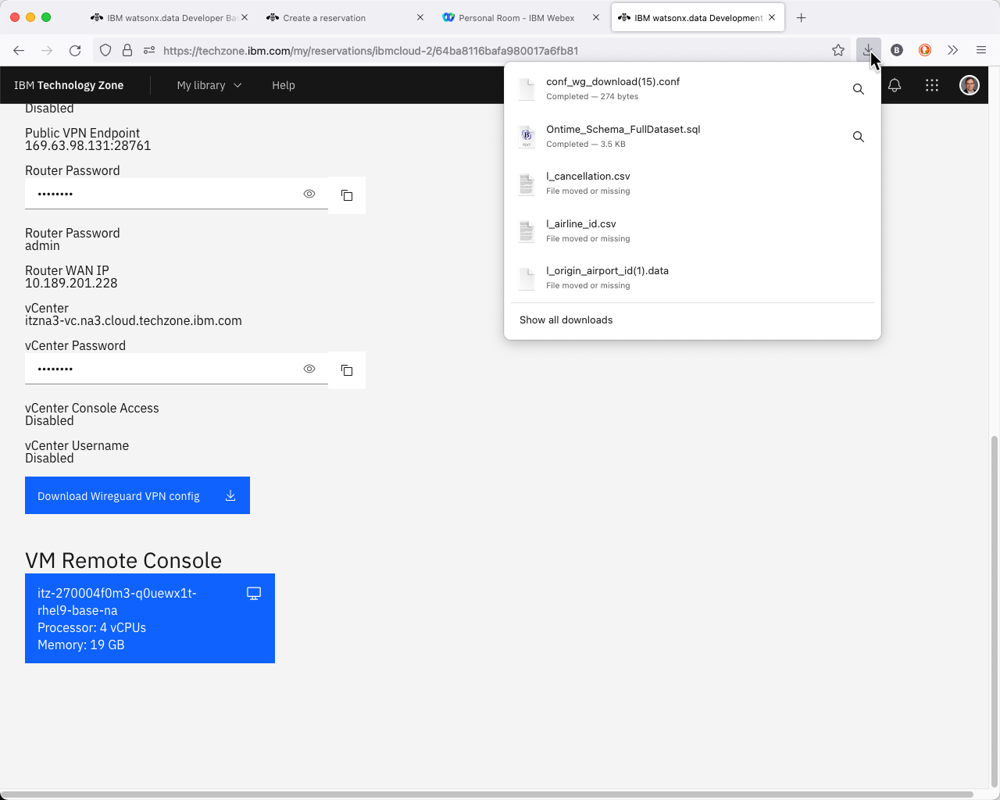 IBM watsonx.data Developer Ba
Create a reservation
Personal Room – IBM Webex
IBM watsonx.data Development
https://techzone.ibm.com/my/reservations/ibmcloud-2/64ba8116bafa980017a6fb81
B
IBM Technology Zone
My library
Help
Disabled
Public VPN Endpoint
169.63.98.131:28761
Router Password
••••••••
Router Password
admin
Router WAN IP
10.189.201.228
vCenter
itzna3-vc.na3.cloud.techzone.ibm.com
vCenter Password
••••••••
vCenter Console Access
Disabled
vCenter Username
Disabled
Download Wireguard VPN config
VM Remote Console
itz-270004f0m3-q0uewx1t-
rhel9-base-na
Processor: 4 vCPUs
Memory: 19 GB
conf_wg_download(15).conf
Completed — 274 bytes
Ontime_Schema_FullDataset.sql
Completed — 3.5 KB
l_cancellation.csv
File moved or missing
l_airline_id.csv
File moved or missing
l_origin_airport_id(1).data
File moved or missing
Show all downloads